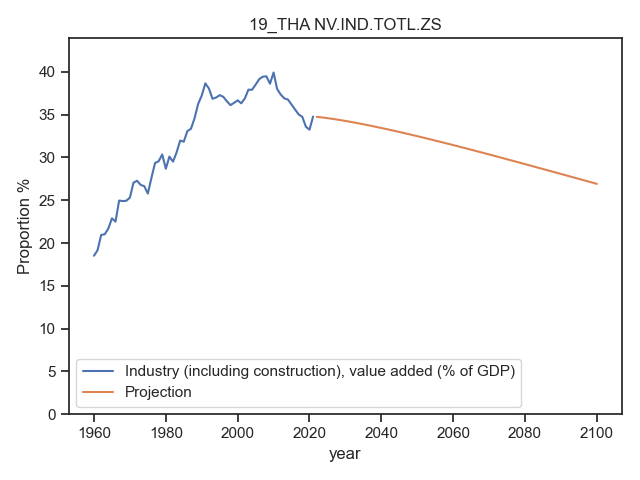 19_THA NV.IND.TOTL.ZS
Proportion %
40
35
30
25
20
15
10
5
0
Industry (including construction), value added (% of GDP)
Projection
1960 1980 2000 2020 2040 2060 2080 2100
year